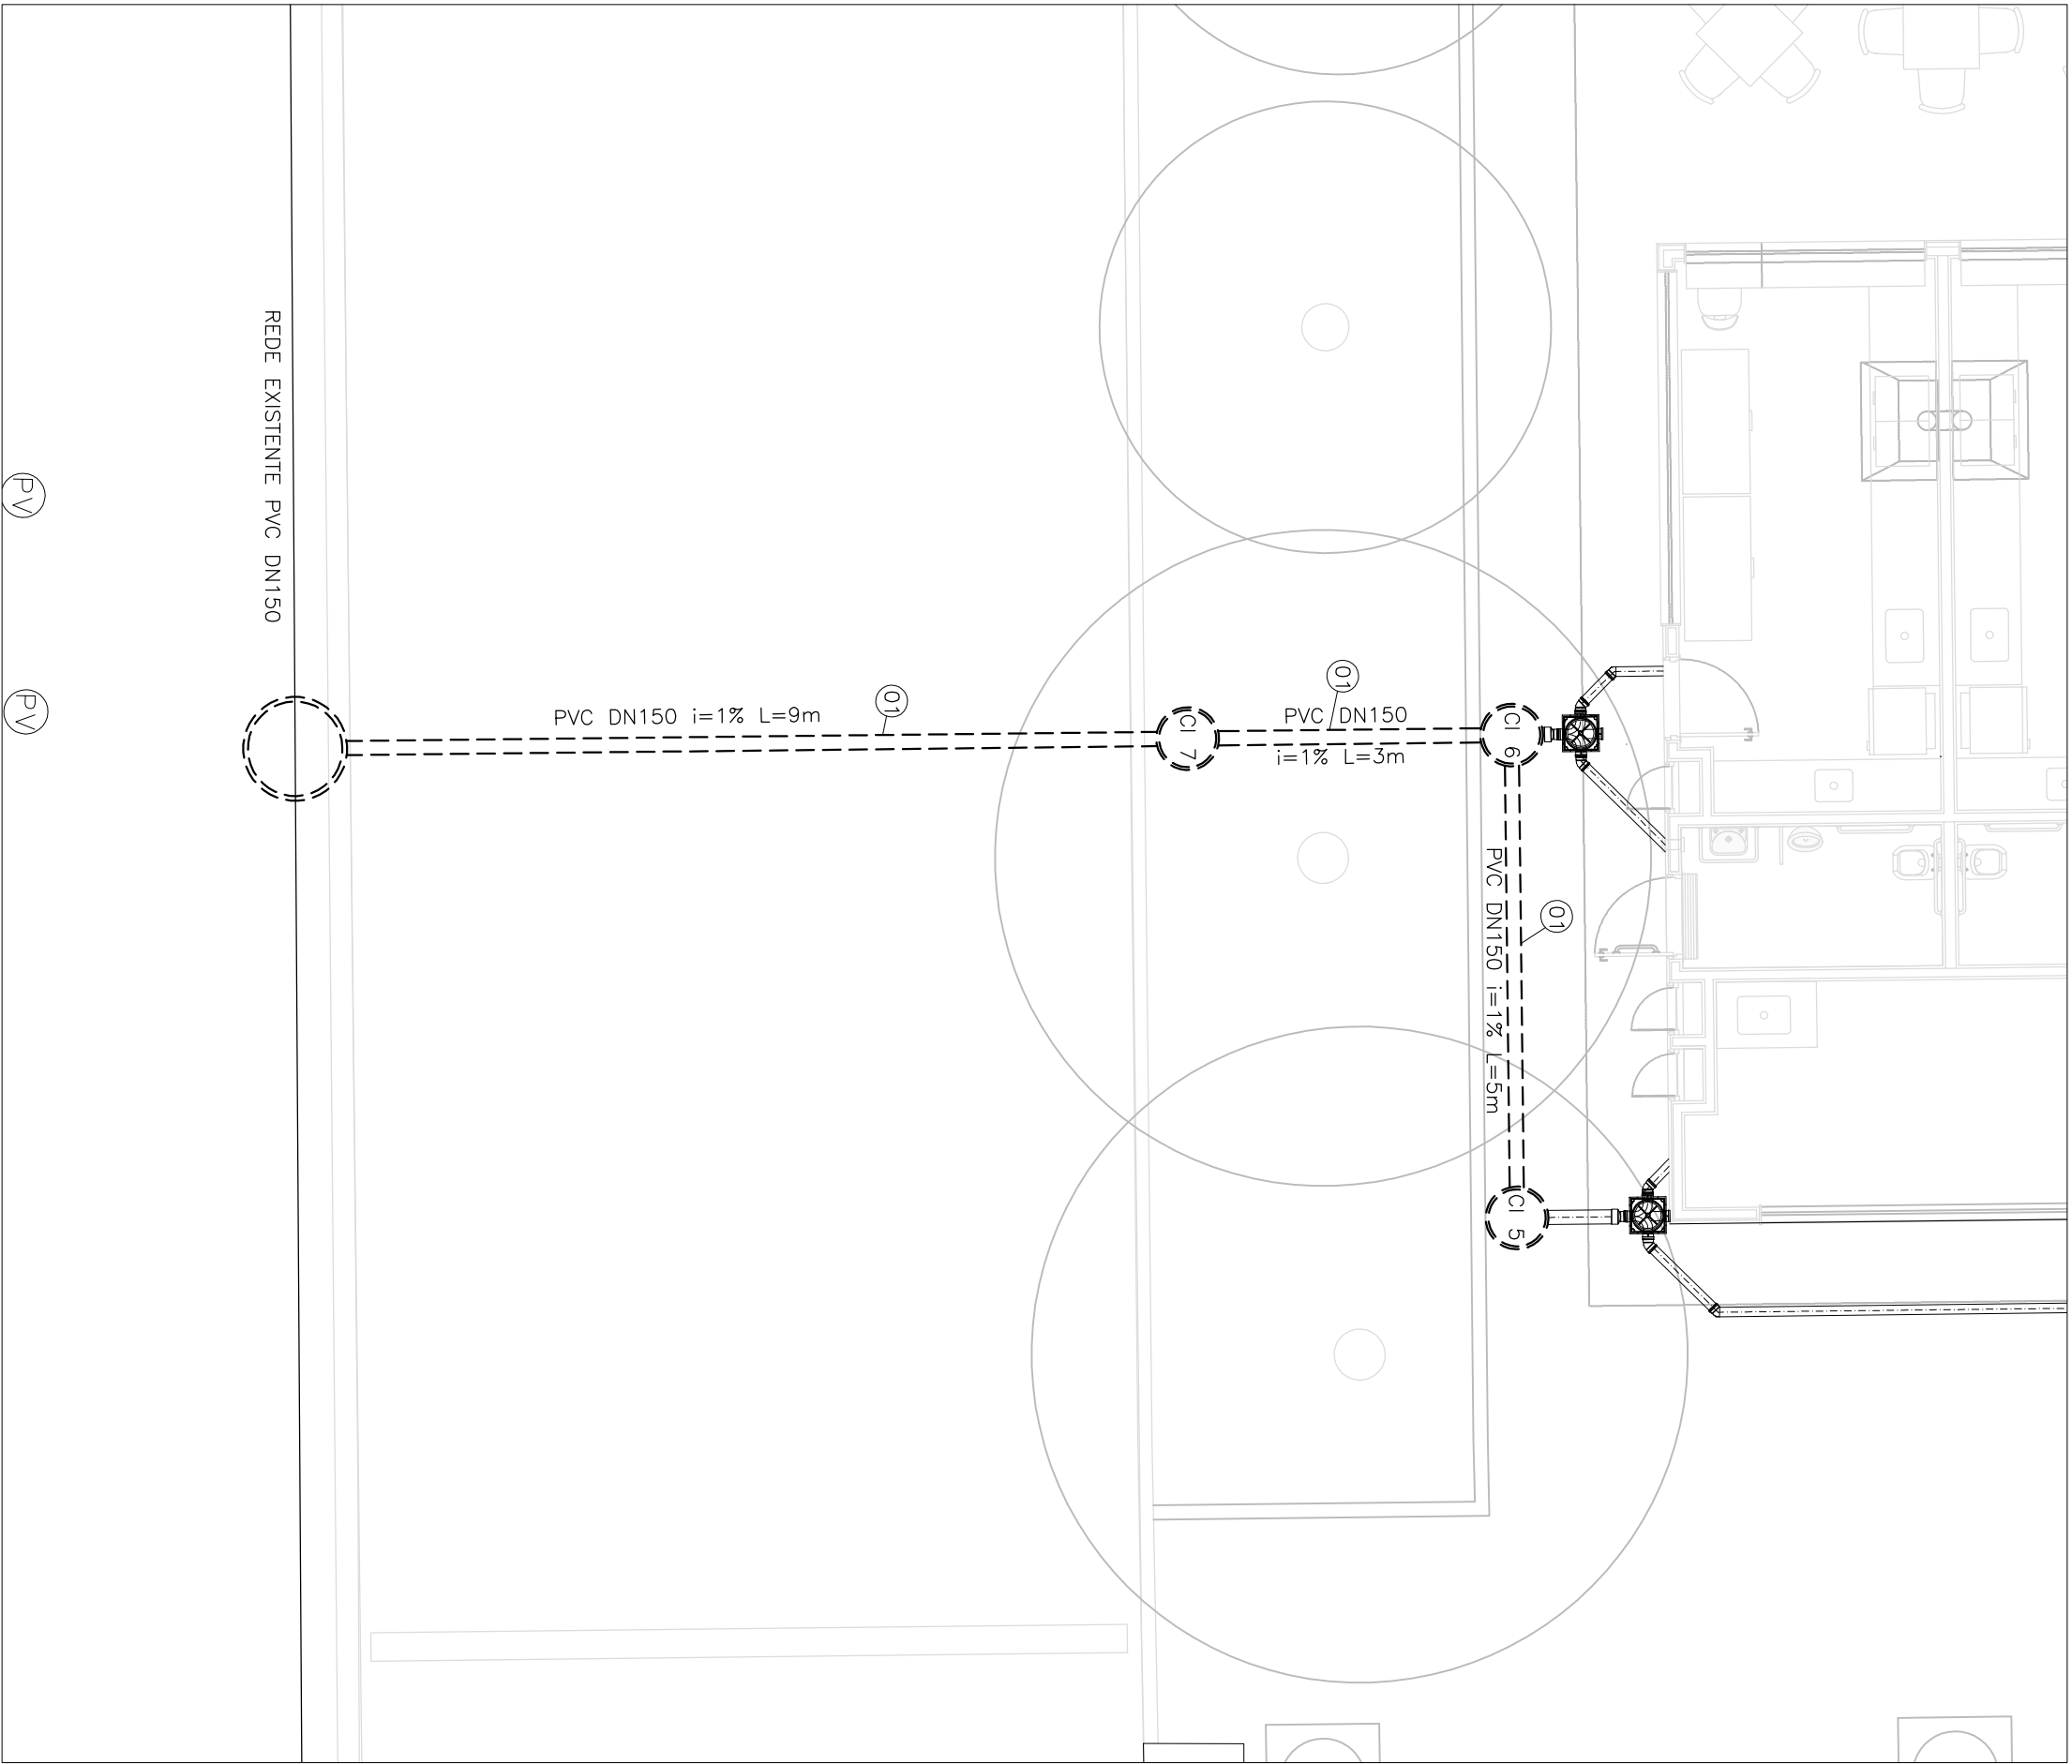 REDE EXISTENTE PVC DN150
PV
PV
01
PVC DN150 i=1% L=9m
01
PVC DN150
i=1% L=3m
CI 7
CI 6
01
PVC DN150 i=1% L=5m
CI 5